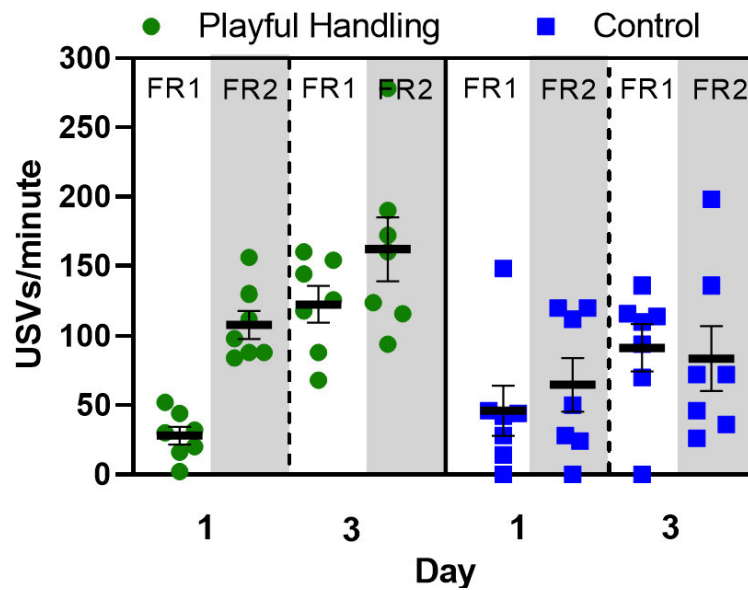 Playful Handling Control
300
250
200
150
100
50
0
USVs/minute
FR1 FR2 FR1 FR2 FR1 FR2 FR1 FR2
1 3 1 3
Day